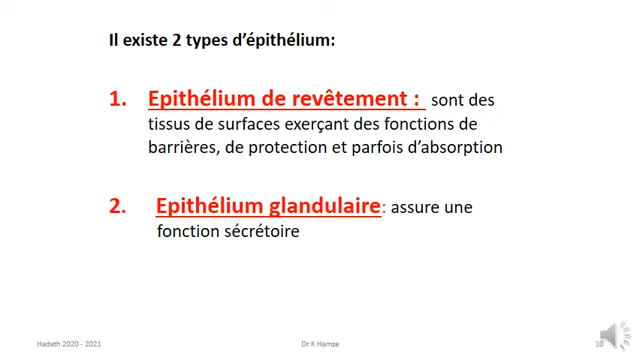 Il existe 2 types d'épithélium:
1. Epithélium de revêtement : sont des
tissus de surfaces exerçant des fonctions de
barrières, de protection et parfois d'absorption
2. Epithélium glandulaire: assure une
fonction sécrétoire
Hadath 2020 - 2021
Dr K Hamze
10